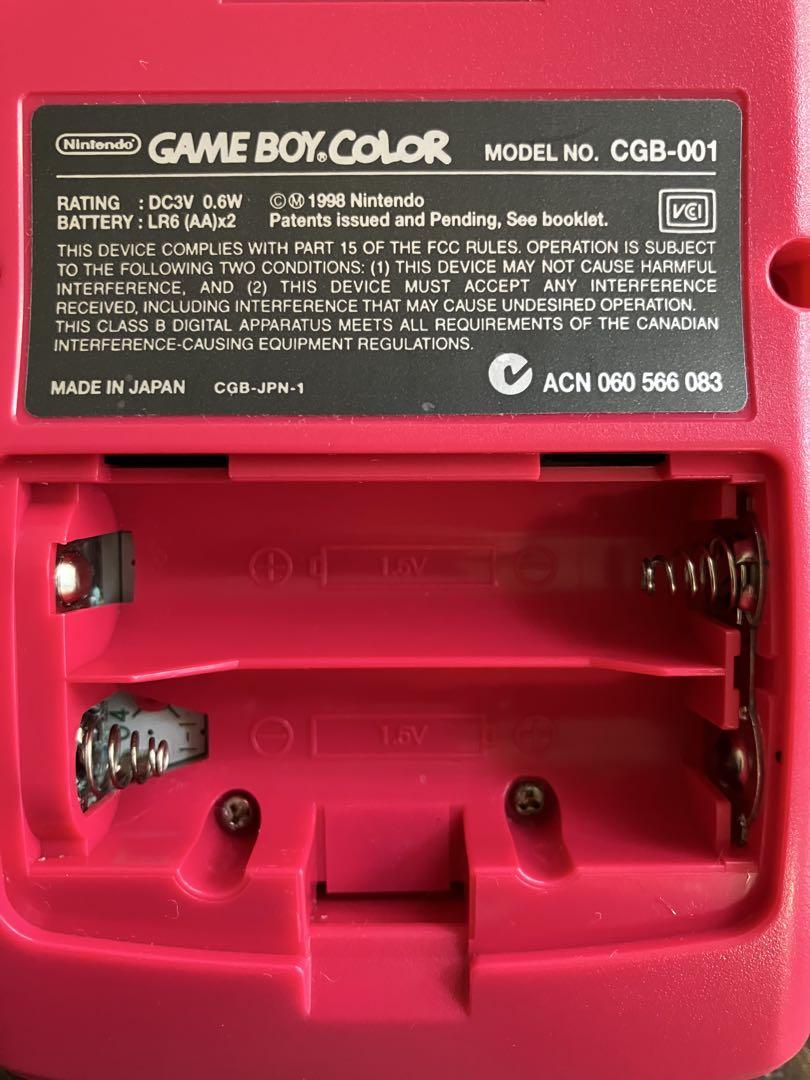 Nintendo GAME BOY COLOR MODEL NO. CGB-001
RATING : DC3V 0.6W ©Ⓜ1998 Nintendo
BATTERY : LR6 (AA)x2 Patents issued and Pending, See booklet.
VCI
THIS DEVICE COMPLIES WITH PART 15 OF THE FCC RULES. OPERATION IS SUBJECT
TO THE FOLLOWING TWO CONDITIONS: (1) THIS DEVICE MAY NOT CAUSE HARMFUL
INTERFERENCE, AND (2) THIS DEVICE MUST ACCEPT ANY INTERFERENCE
RECEIVED, INCLUDING INTERFERENCE THAT MAY CAUSE UNDESIRED OPERATION.
THIS CLASS B DIGITAL APPARATUS MEETS ALL REQUIREMENTS OF THE CANADIAN
INTERFERENCE-CAUSING EQUIPMENT REGULATIONS.
MADE IN JAPAN CGB-JPN-1 ACN 060 566 083
+ 1.5V −
− 1.5V +